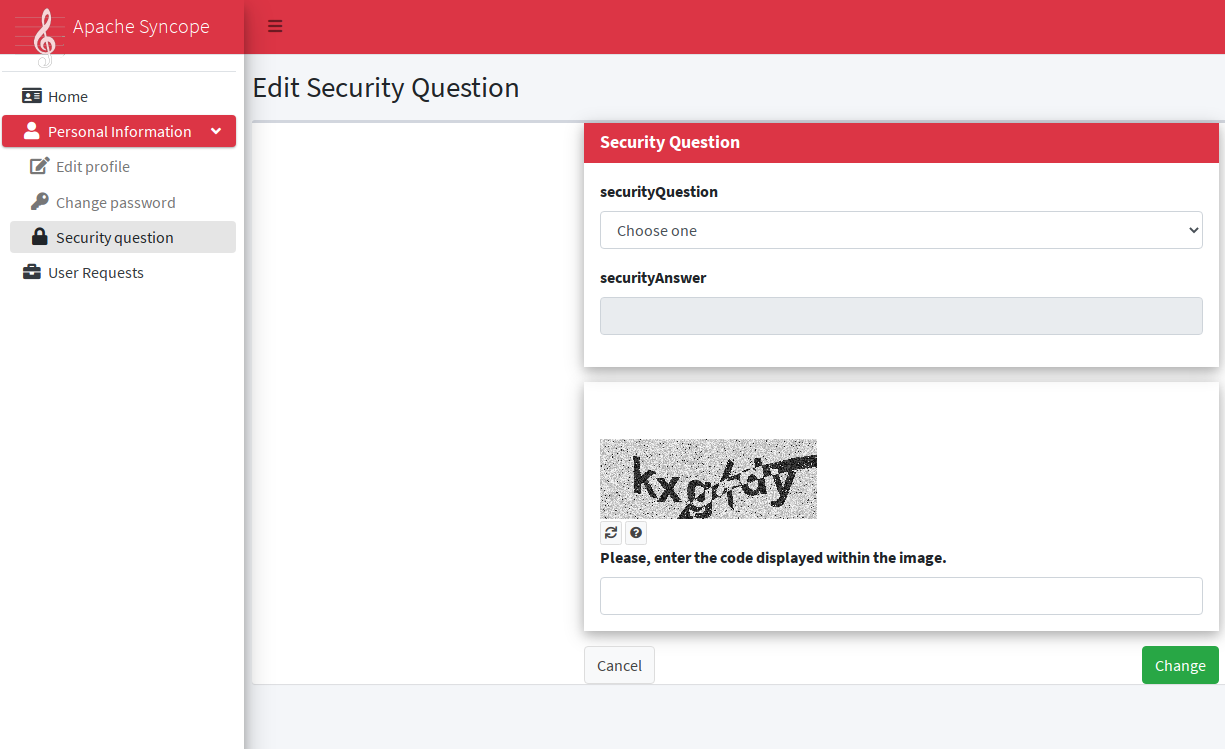 Apache Syncope
Home
Personal Information
Edit profile
Change password
Security question
User Requests
Edit Security Question
Security Question
securityQuestion
Choose one
securityAnswer
Please, enter the code displayed within the image.
Cancel
Change